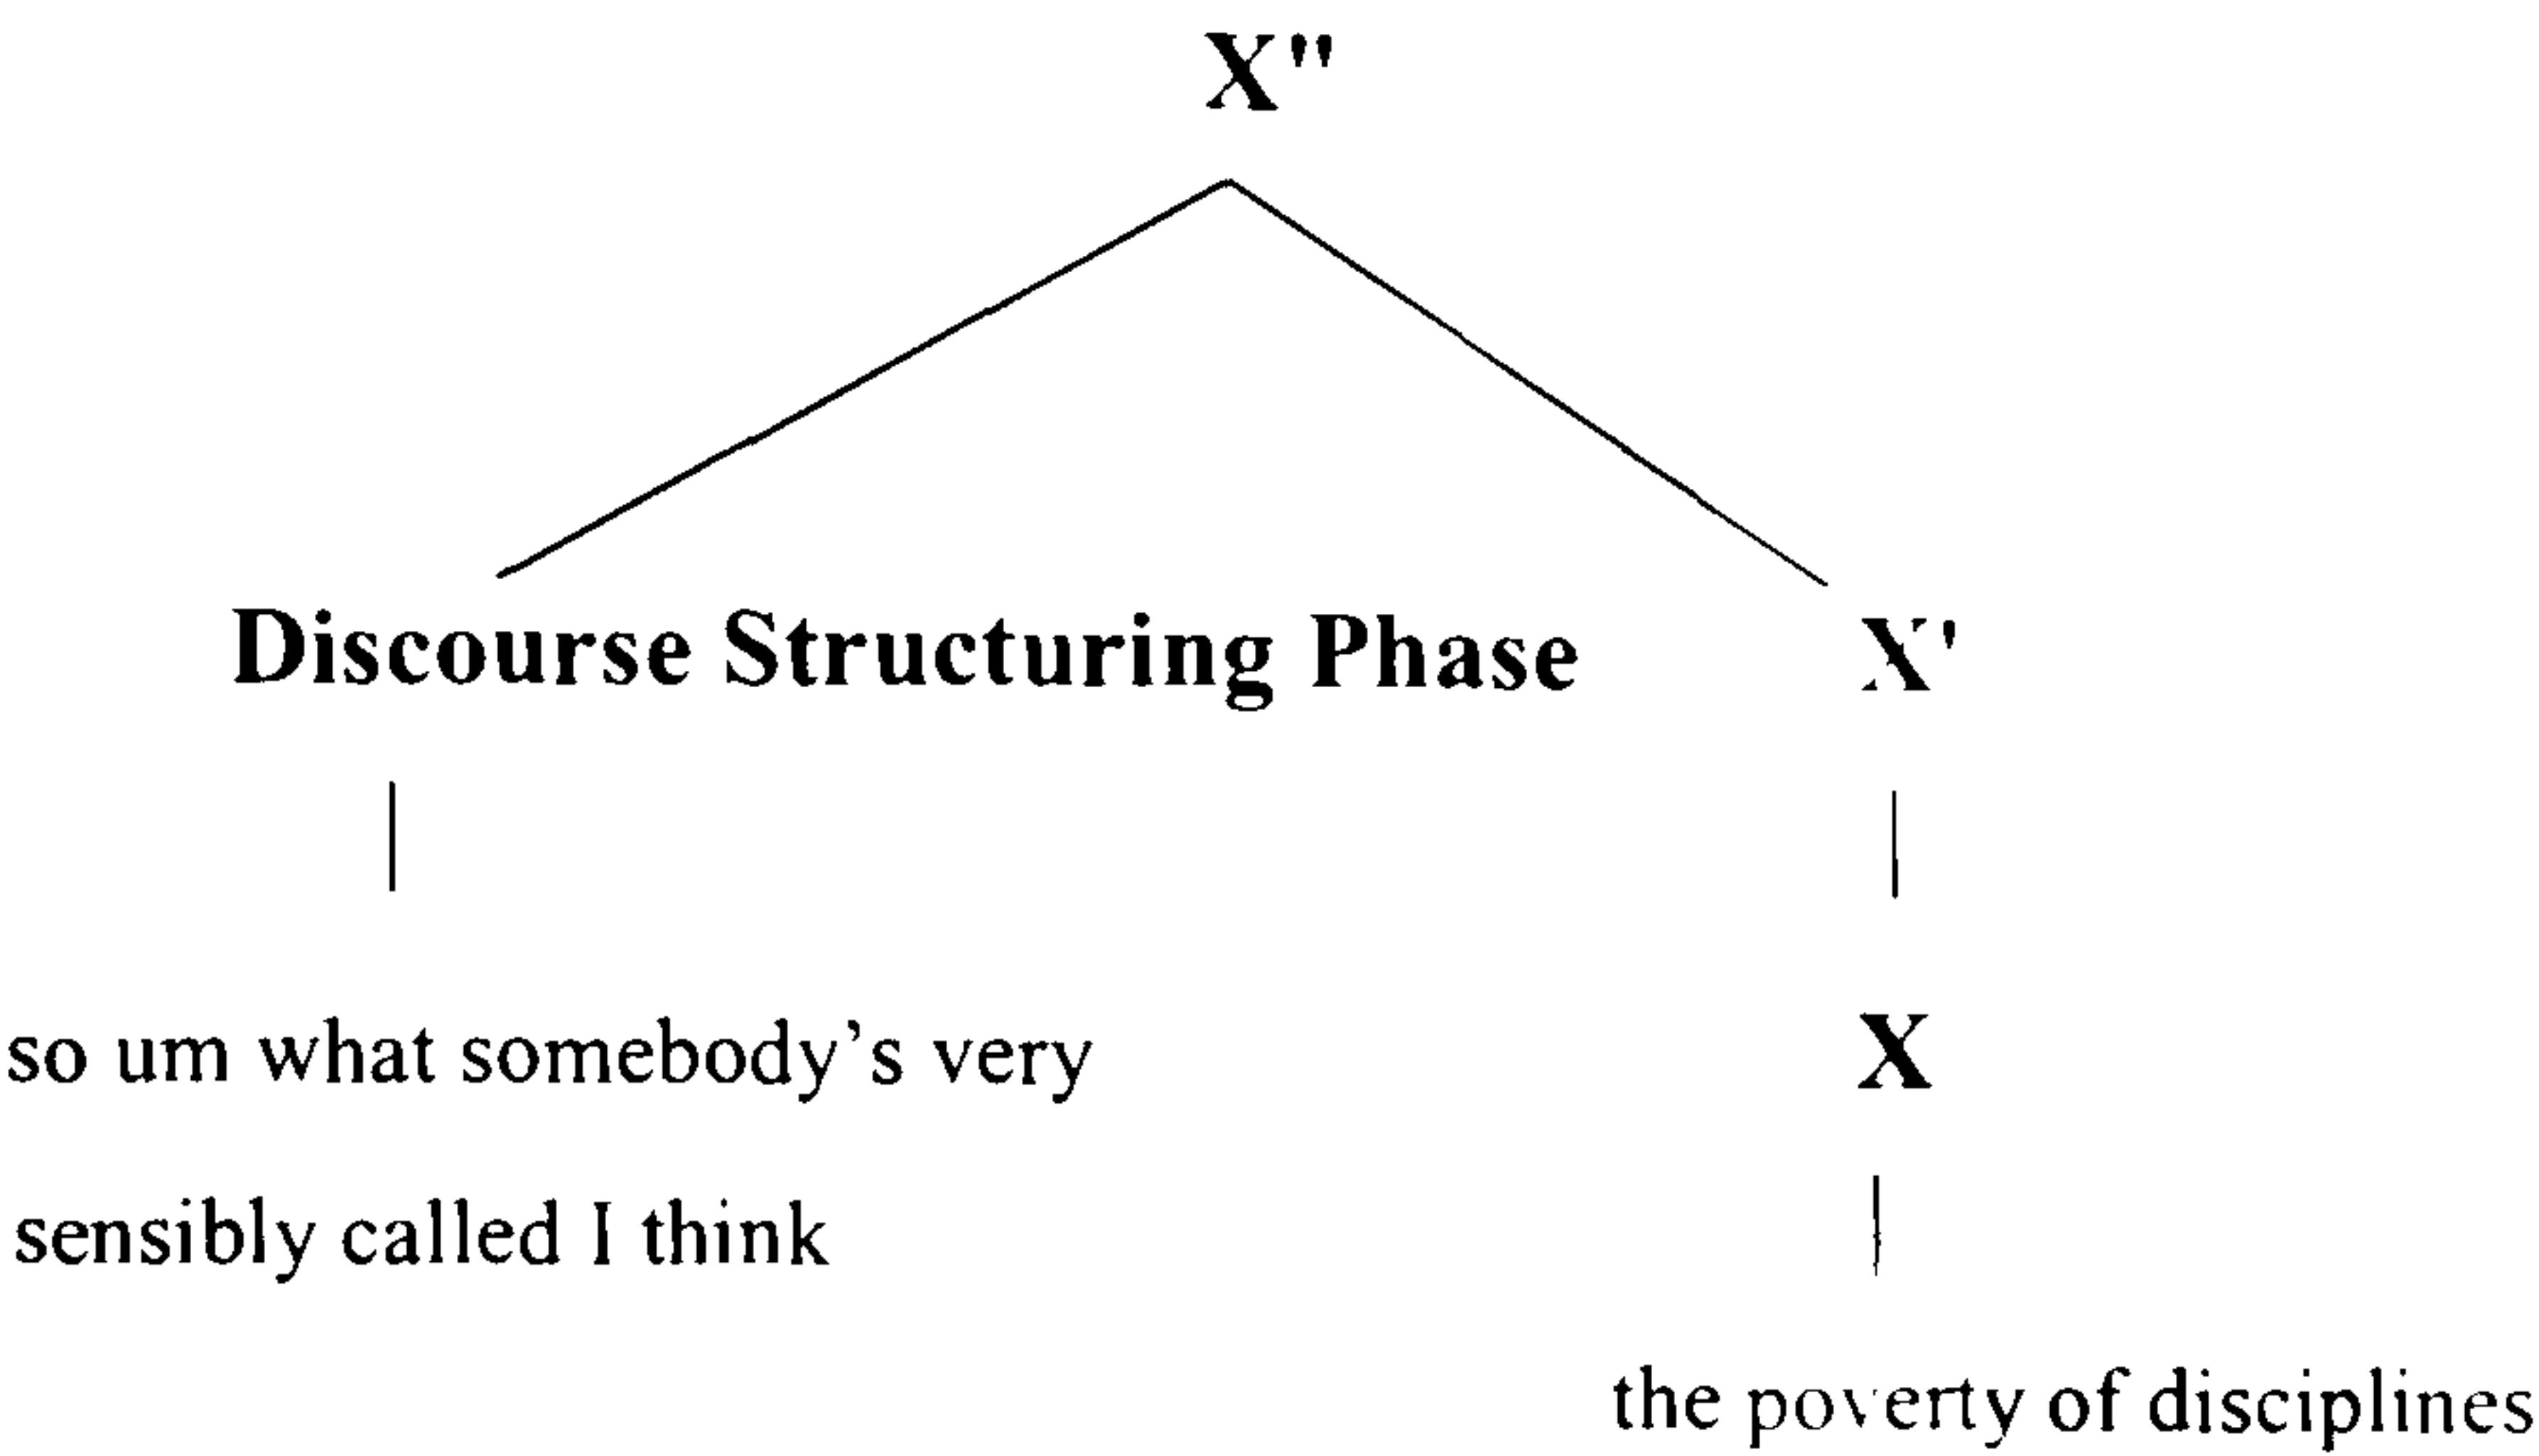 X"
Discourse Structuring Phase X'
so um what somebody’s very X
sensibly called I think
the poverty of disciplines